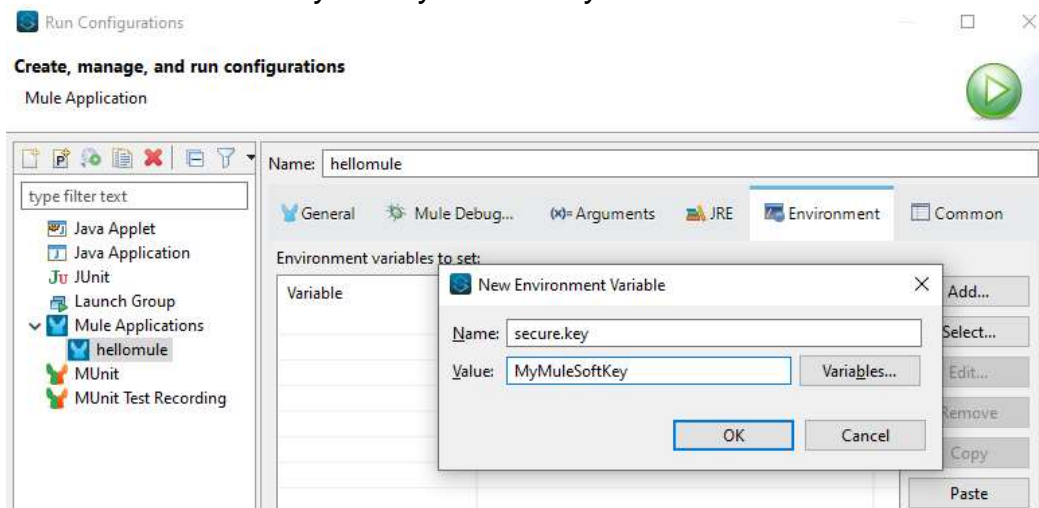 Run Configurations
Create, manage, and run configurations
Mule Application
Name: hellomule
type filter text
General Mule Debug... (x)= Arguments JRE Environment Common
Java Applet
Java Application
Ju JUnit
Launch Group
Mule Applications
hellomule
MUnit
MUnit Test Recording
Environment variables to set:
Variable
New Environment Variable
Name: secure.key
Value: MyMuleSoftKey Variables...
OK Cancel
Add...
Select...
Edit...
Remove
Copy
Paste